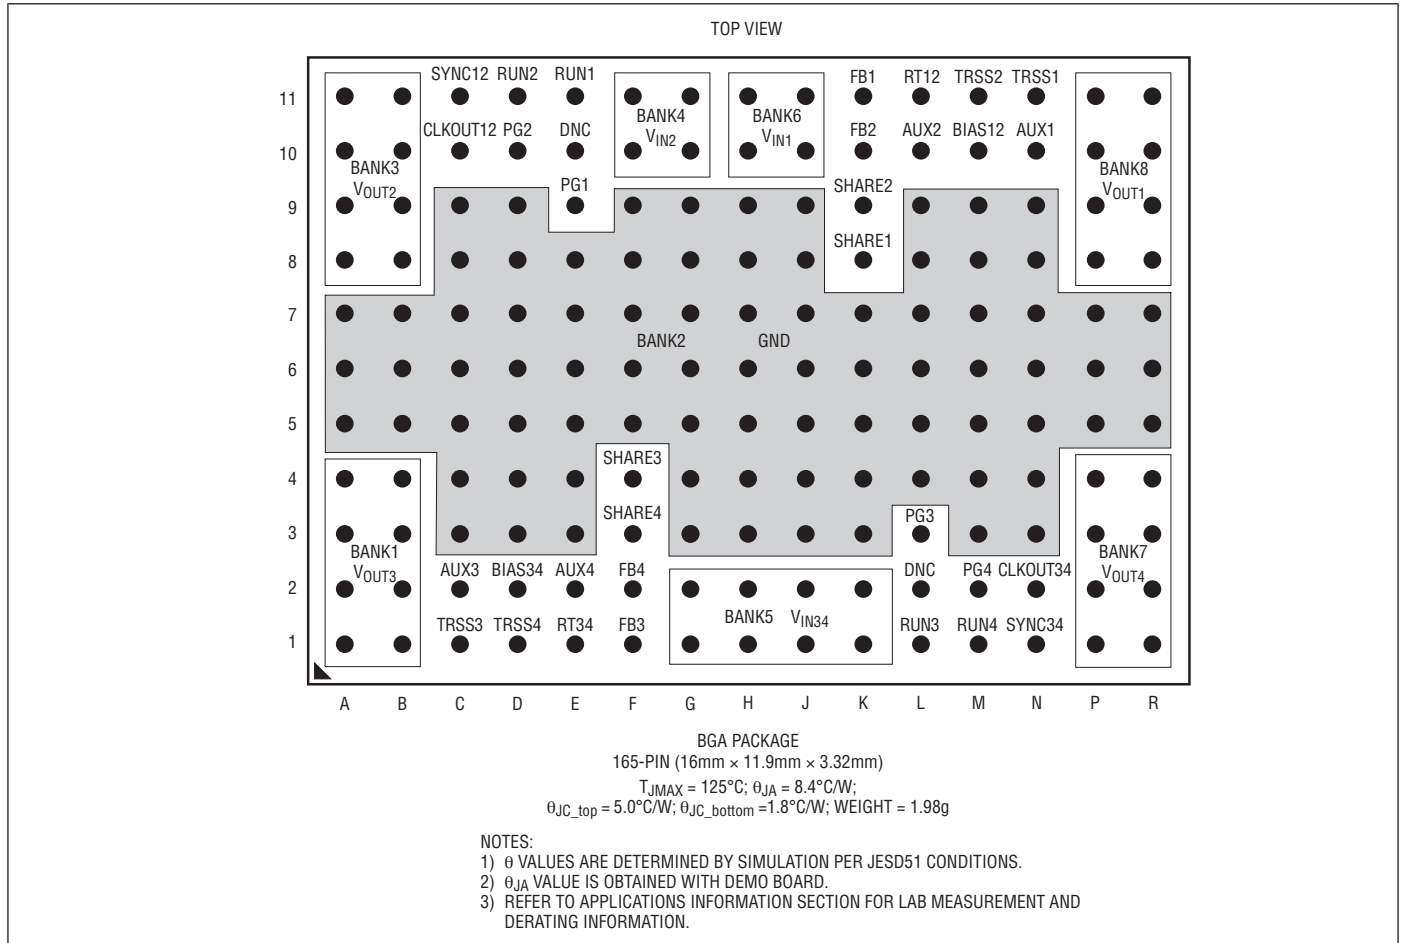 TOP VIEW
SYNC12 RUN2 RUN1 FB1 RT12 TRSS2 TRSS1
11
BANK4 BANK6
VIN2 VIN1
CLKOUT12 PG2 DNC FB2 AUX2 BIAS12 AUX1
10
BANK3 BANK8
VOUT2 VOUT1
PG1 SHARE2
9
SHARE1
8
7
BANK2 GND
6
5
SHARE3
4
SHARE4 PG3
3
BANK1 BANK7
VOUT3 VOUT4
AUX3 BIAS34 AUX4 FB4 DNC PG4 CLKOUT34
2
BANK5 VIN34
TRSS3 TRSS4 RT34 FB3 RUN3 RUN4 SYNC34
1
A B C D E F G H J K L M N P R
BGA PACKAGE
165-PIN (16mm × 11.9mm × 3.32mm)
TJMAX = 125°C; θJA = 8.4°C/W;
θJC_top = 5.0°C/W; θJC_bottom =1.8°C/W; WEIGHT = 1.98g
NOTES:
1) θ VALUES ARE DETERMINED BY SIMULATION PER JESD51 CONDITIONS.
2) θJA VALUE IS OBTAINED WITH DEMO BOARD.
3) REFER TO APPLICATIONS INFORMATION SECTION FOR LAB MEASUREMENT AND
DERATING INFORMATION.